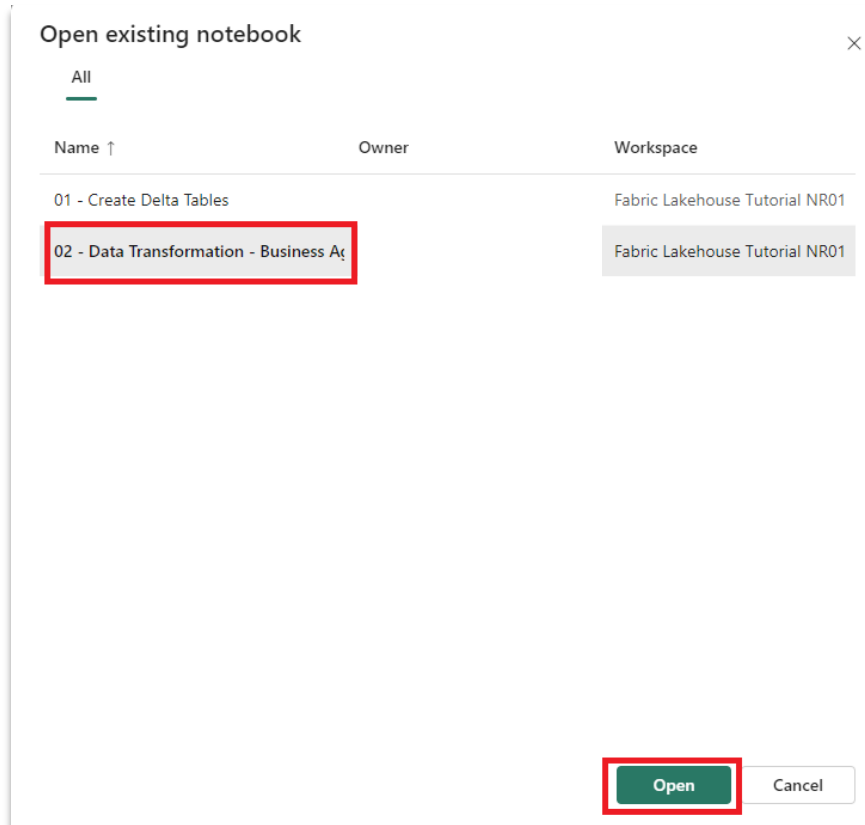 Open existing notebook
All
Name ↑ Owner Workspace
01 - Create Delta Tables Fabric Lakehouse Tutorial NR01
02 - Data Transformation - Business Ag Fabric Lakehouse Tutorial NR01
Open Cancel